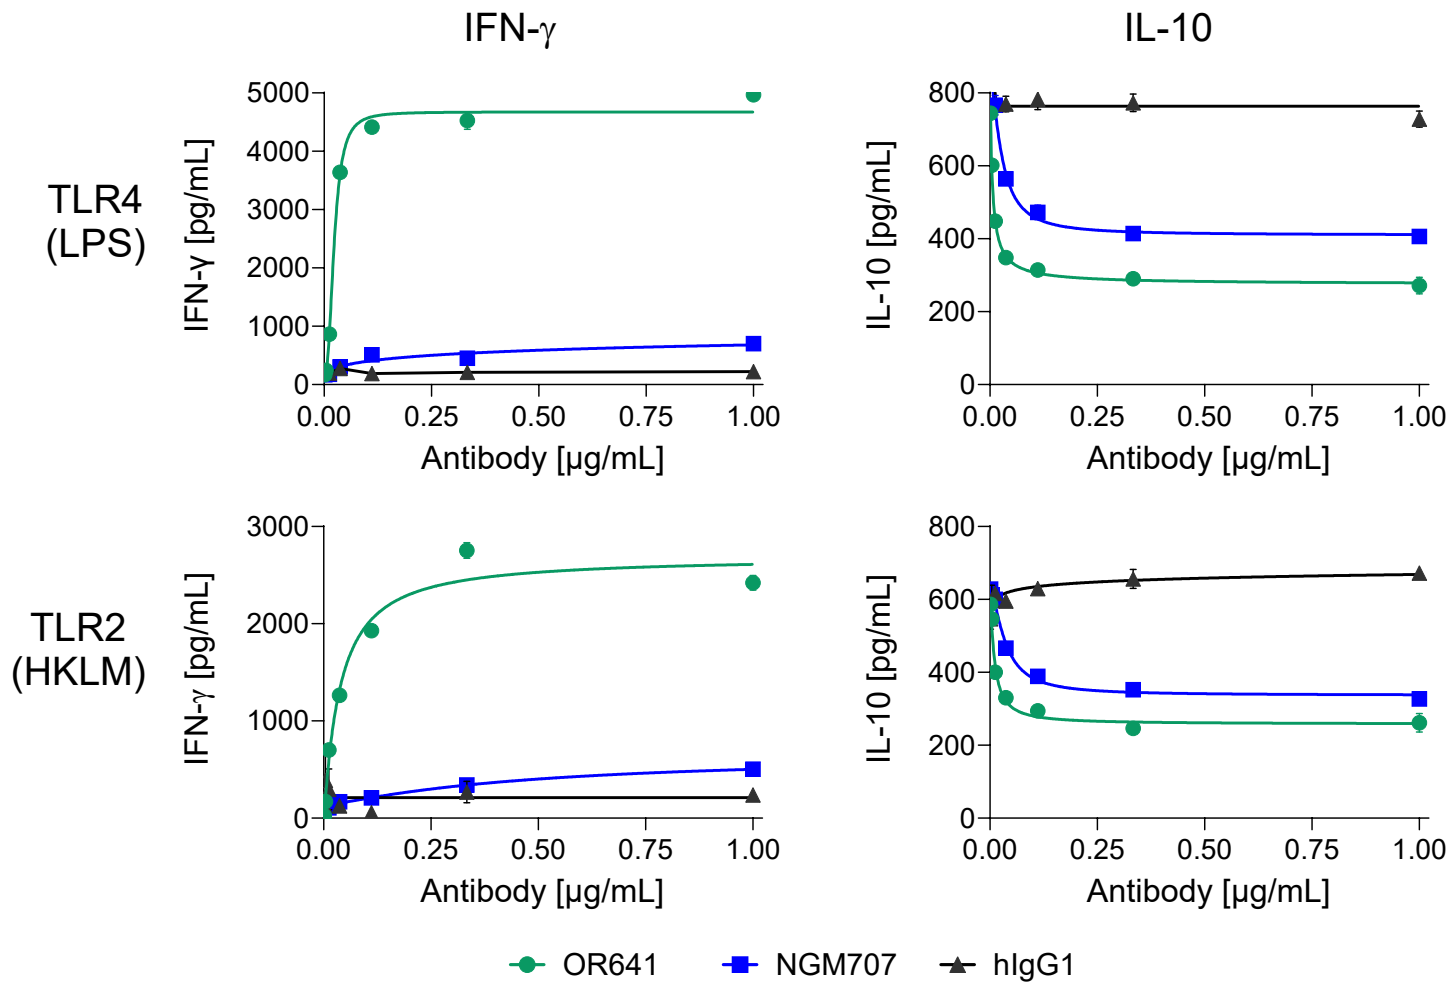 IFN-γ
IL-10
TLR4
(LPS)
IFN-γ [pg/mL]
5000
4000
3000
2000
1000
0
0.00 0.25 0.50 0.75 1.00
Antibody [µg/mL]
IL-10 [pg/mL]
800
600
400
200
0
0.00 0.25 0.50 0.75 1.00
Antibody [µg/mL]
TLR2
(HKLM)
IFN-γ [pg/mL]
3000
2000
1000
0
0.00 0.25 0.50 0.75 1.00
Antibody [µg/mL]
IL-10 [pg/mL]
800
600
400
200
0
0.00 0.25 0.50 0.75 1.00
Antibody [µg/mL]
OR641 NGM707 hIgG1